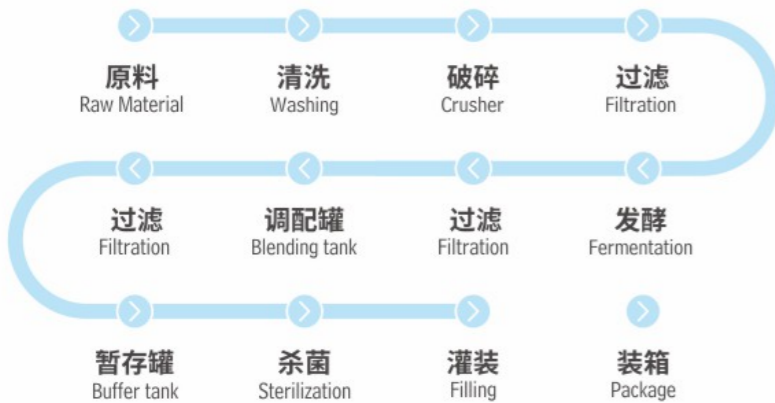 原料
Raw Material
清洗
Washing
破碎
Crusher
过滤
Filtration
发酵
Fermentation
过滤
Filtration
调配罐
Blending tank
过滤
Filtration
暂存罐
Buffer tank
杀菌
Sterilization
灌装
Filling
装箱
Package